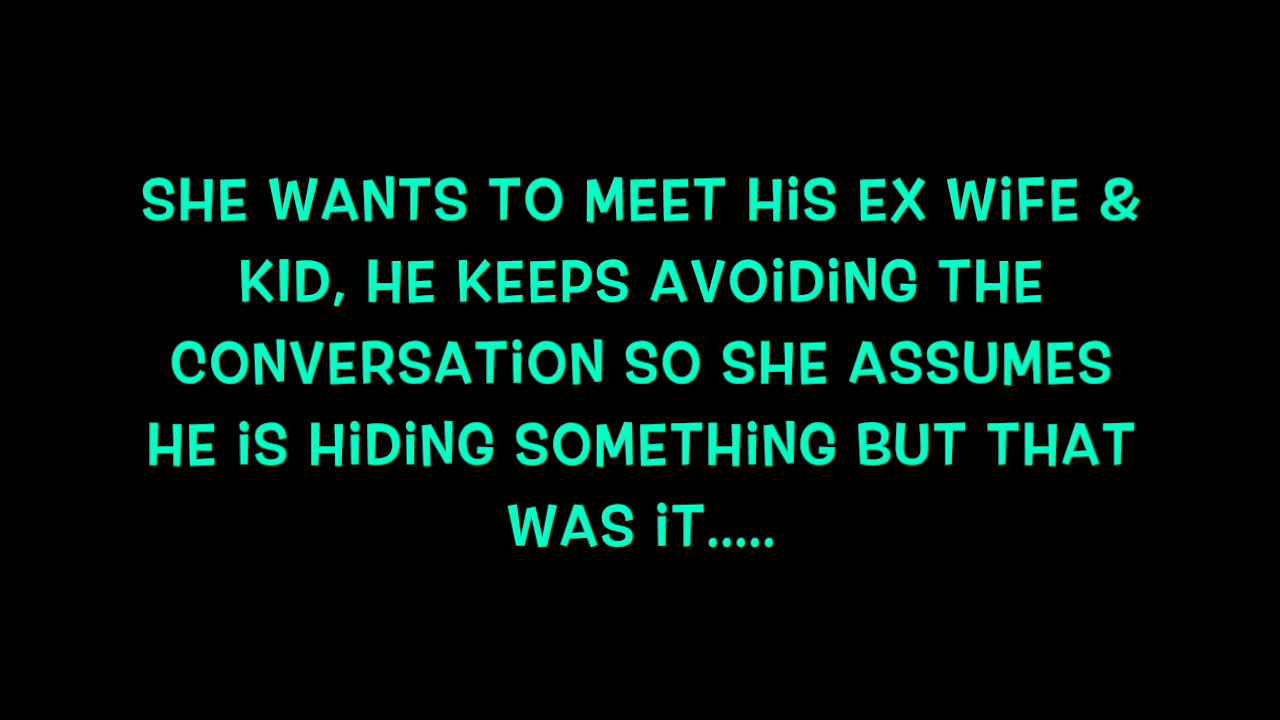 SHE WANTS TO MEET HiS EX WiFE &
KID, HE KEEPS AVOiDiNG THE
CONVERSATiON SO SHE ASSUMES
HE iS HiDiNG SOMETHiNG BUT THAT
WAS iT.....